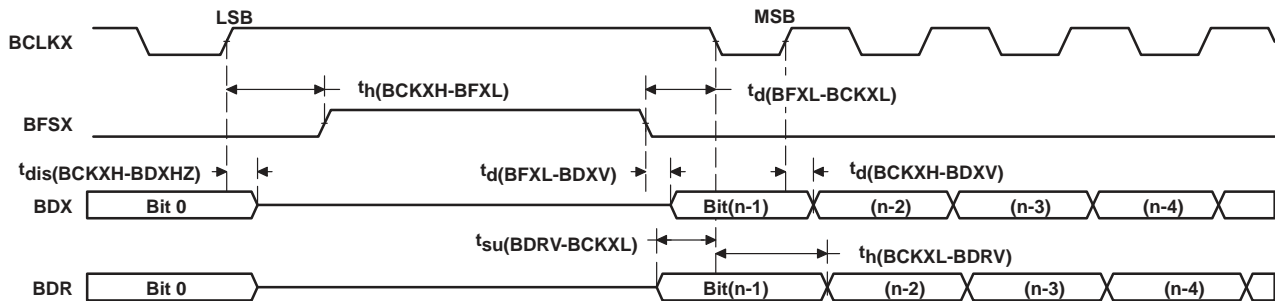 LSB MSB
BCLKX
th(BCKXH-BFXL) td(BFXL-BCKXL)
BFSX
tdis(BCKXH-BDXHZ) td(BFXL-BDXV) td(BCKXH-BDXV)
BDX Bit 0 Bit(n-1) (n-2) (n-3) (n-4)
tsu(BDRV-BCKXL) th(BCKXL-BDRV)
BDR Bit 0 Bit(n-1) (n-2) (n-3) (n-4)